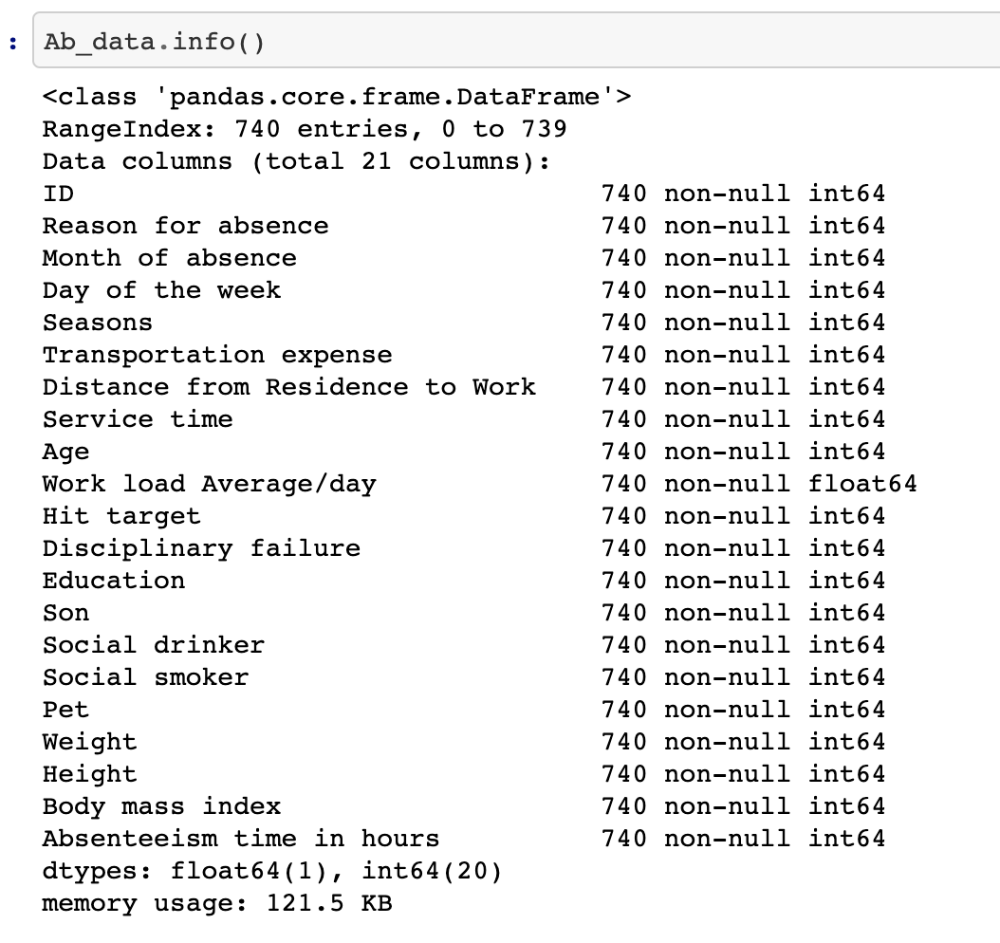 : Ab_data.info()
<class 'pandas.core.frame.DataFrame'>
RangeIndex: 740 entries, 0 to 739
Data columns (total 21 columns):
ID                                 740 non-null int64
Reason for absence                 740 non-null int64
Month of absence                   740 non-null int64
Day of the week                    740 non-null int64
Seasons                            740 non-null int64
Transportation expense             740 non-null int64
Distance from Residence to Work    740 non-null int64
Service time                       740 non-null int64
Age                                740 non-null int64
Work load Average/day              740 non-null float64
Hit target                         740 non-null int64
Disciplinary failure               740 non-null int64
Education                          740 non-null int64
Son                                740 non-null int64
Social drinker                     740 non-null int64
Social smoker                      740 non-null int64
Pet                                740 non-null int64
Weight                             740 non-null int64
Height                             740 non-null int64
Body mass index                    740 non-null int64
Absenteeism time in hours          740 non-null int64
dtypes: float64(1), int64(20)
memory usage: 121.5 KB